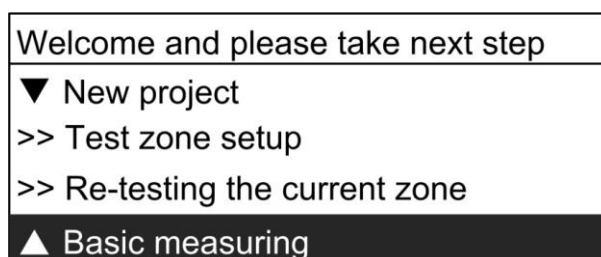 Welcome and please take next step
▼ New project
>> Test zone setup
>> Re-testing the current zone
▲ Basic measuring